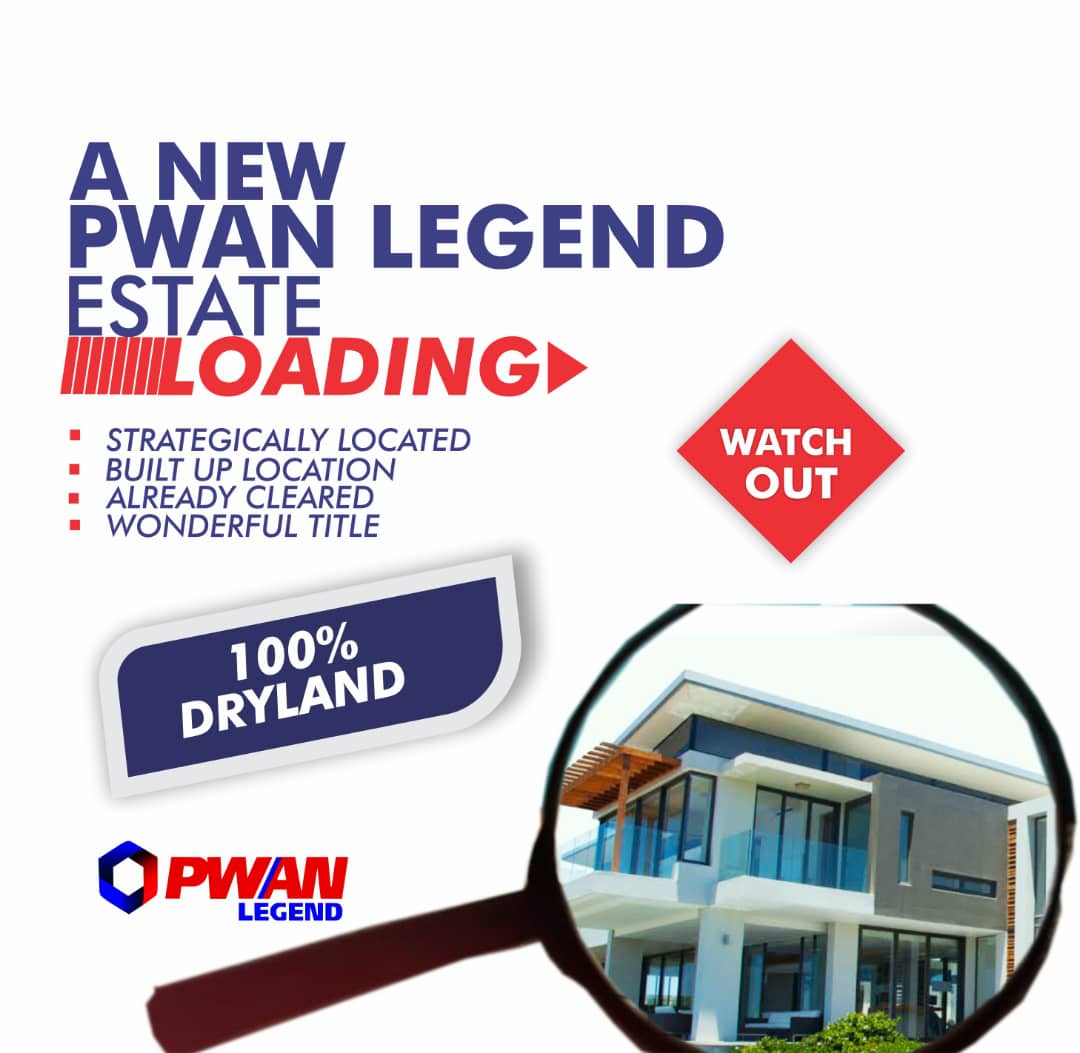 A NEW
PWAN LEGEND
ESTATE
LOADING
STRATEGICALLY LOCATED
BUILT UP LOCATION
ALREADY CLEARED
WONDERFUL TITLE
WATCH
OUT
100%
DRYLAND
PWAN
LEGEND